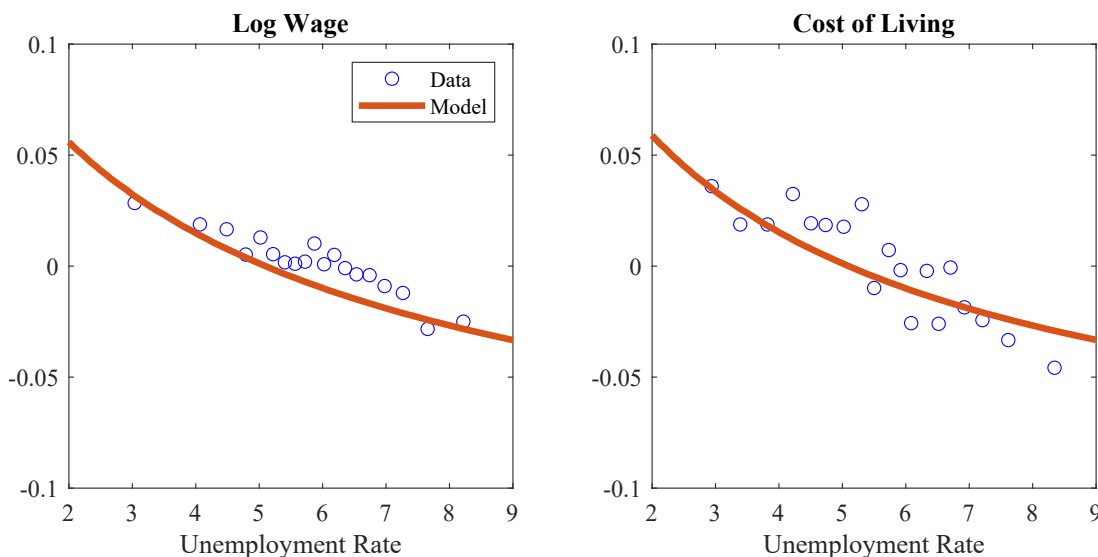 Log Wage
0.1
0.05
0
-0.05
-0.1
2 3 4 5 6 7 8 9
Unemployment Rate
Data
Model
Cost of Living
0.1
0.05
0
-0.05
-0.1
2 3 4 5 6 7 8 9
Unemployment Rate